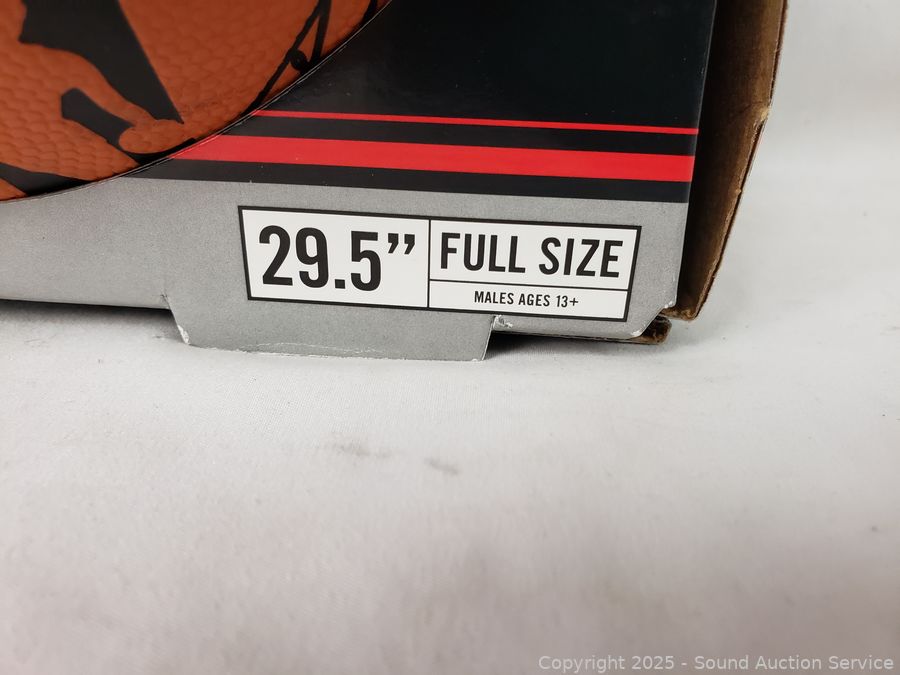 29.5”
FULL SIZE
MALES AGES 13+
Copyright 2025 - Sound Auction Service